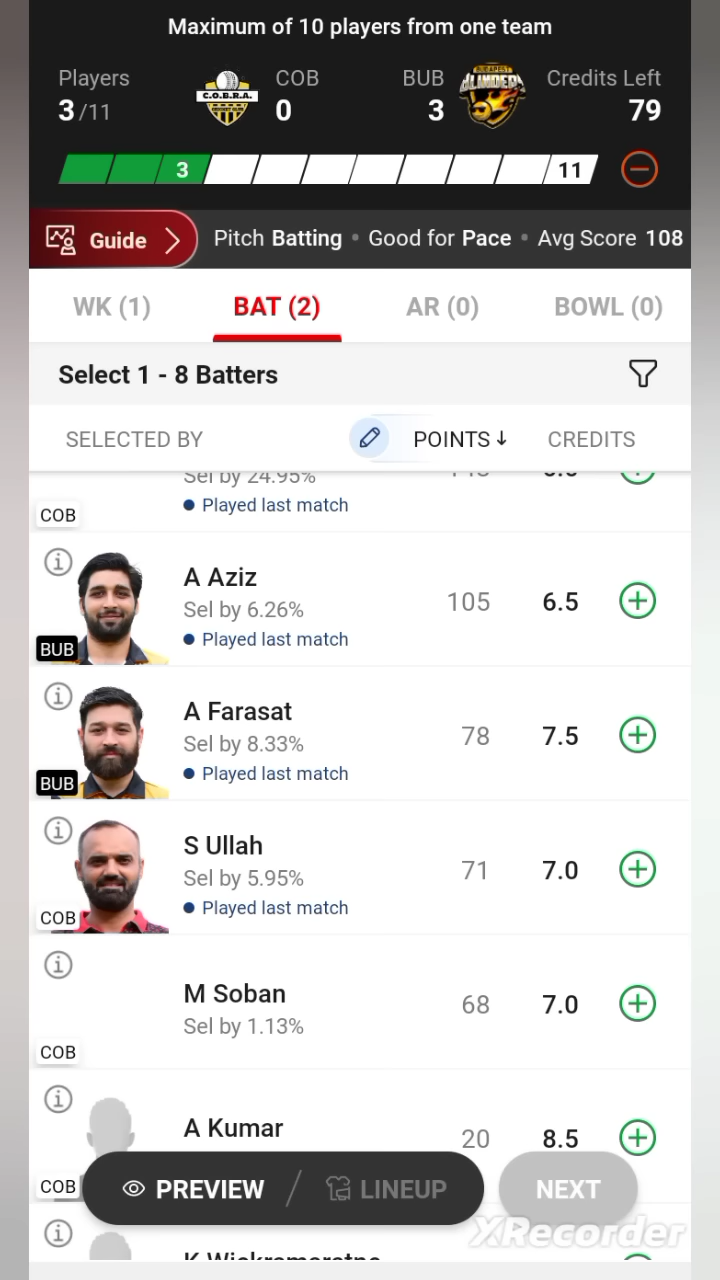 Maximum of 10 players from one team
Players COB BUB Credits Left
3/11 C.O.B.R.A. 0 3 BUDAPEST BLINDERS 79
3 11
Guide Pitch Batting • Good for Pace • Avg Score 108
WK (1) BAT (2) AR (0) BOWL (0)
Select 1 - 8 Batters
SELECTED BY POINTS ↓ CREDITS
Sel by 24.95%
COB Played last match
A Aziz
Sel by 6.26% 105 6.5
BUB Played last match
A Farasat
Sel by 8.33% 78 7.5
BUB Played last match
S Ullah
Sel by 5.95% 71 7.0
COB Played last match
M Soban
Sel by 1.13% 68 7.0
COB
A Kumar
20 8.5
COB PREVIEW / LINEUP NEXT
XRecorder